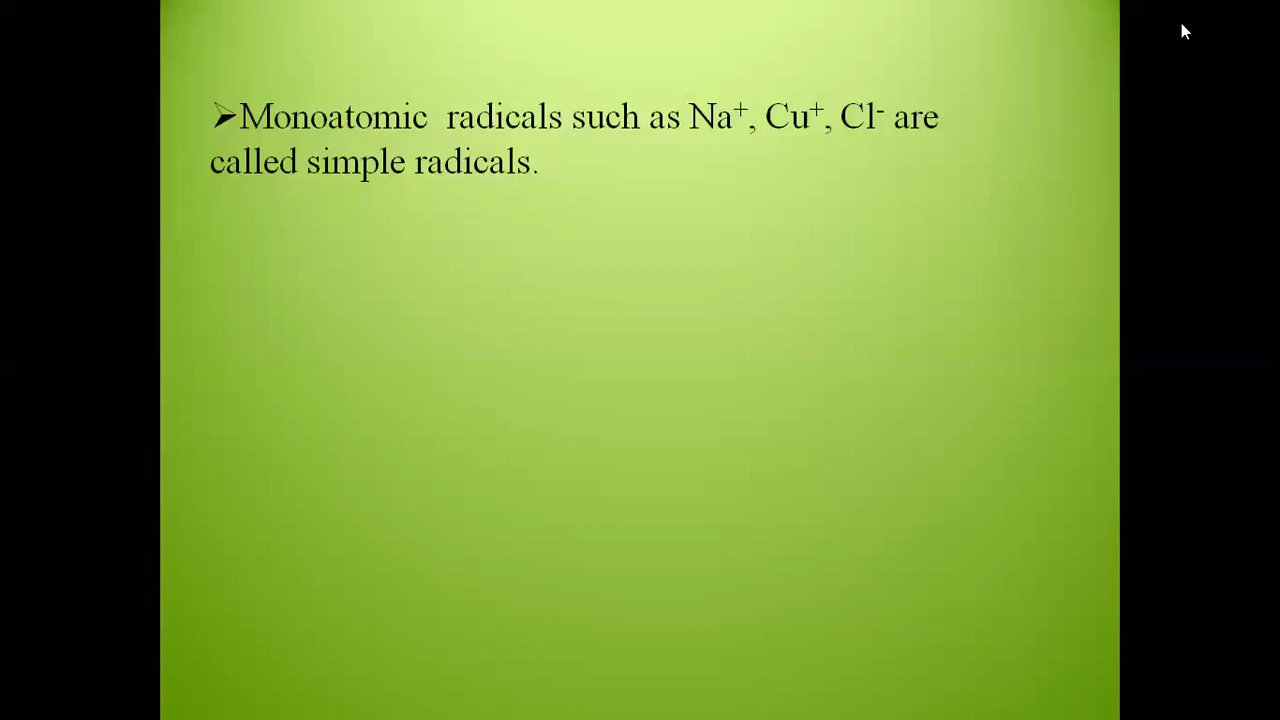 ➢Monoatomic  radicals such as Na⁺, Cu⁺, Cl⁻ are
called simple radicals.